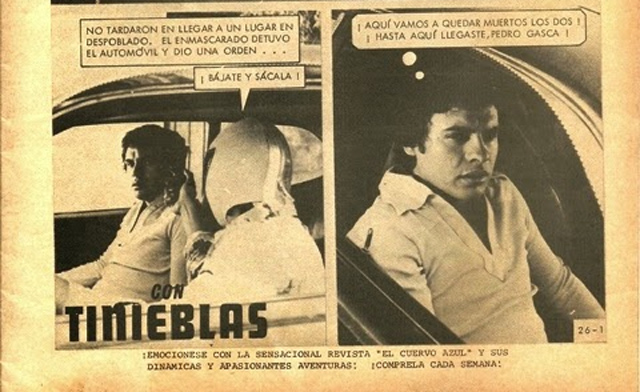 NO TARDARON EN LLEGAR A UN LUGAR EN
DESPOBLADO. EL ENMASCARADO DETUVO
EL AUTOMÓVIL Y DIO UNA ORDEN . . .
¡ BÁJATE Y SÁCALA !
¡ AQUÍ VAMOS A QUEDAR MUERTOS LOS DOS !
¡ HASTA AQUÍ LLEGASTE, PEDRO GASCA !
CON
TINIEBLAS
26-1
¡EMOCIONESE CON LA SENSACIONAL REVISTA "EL CUERVO AZUL" Y SUS
DINAMICAS Y APASIONANTES AVENTURAS! ¡COMPRELA CADA SEMANA!